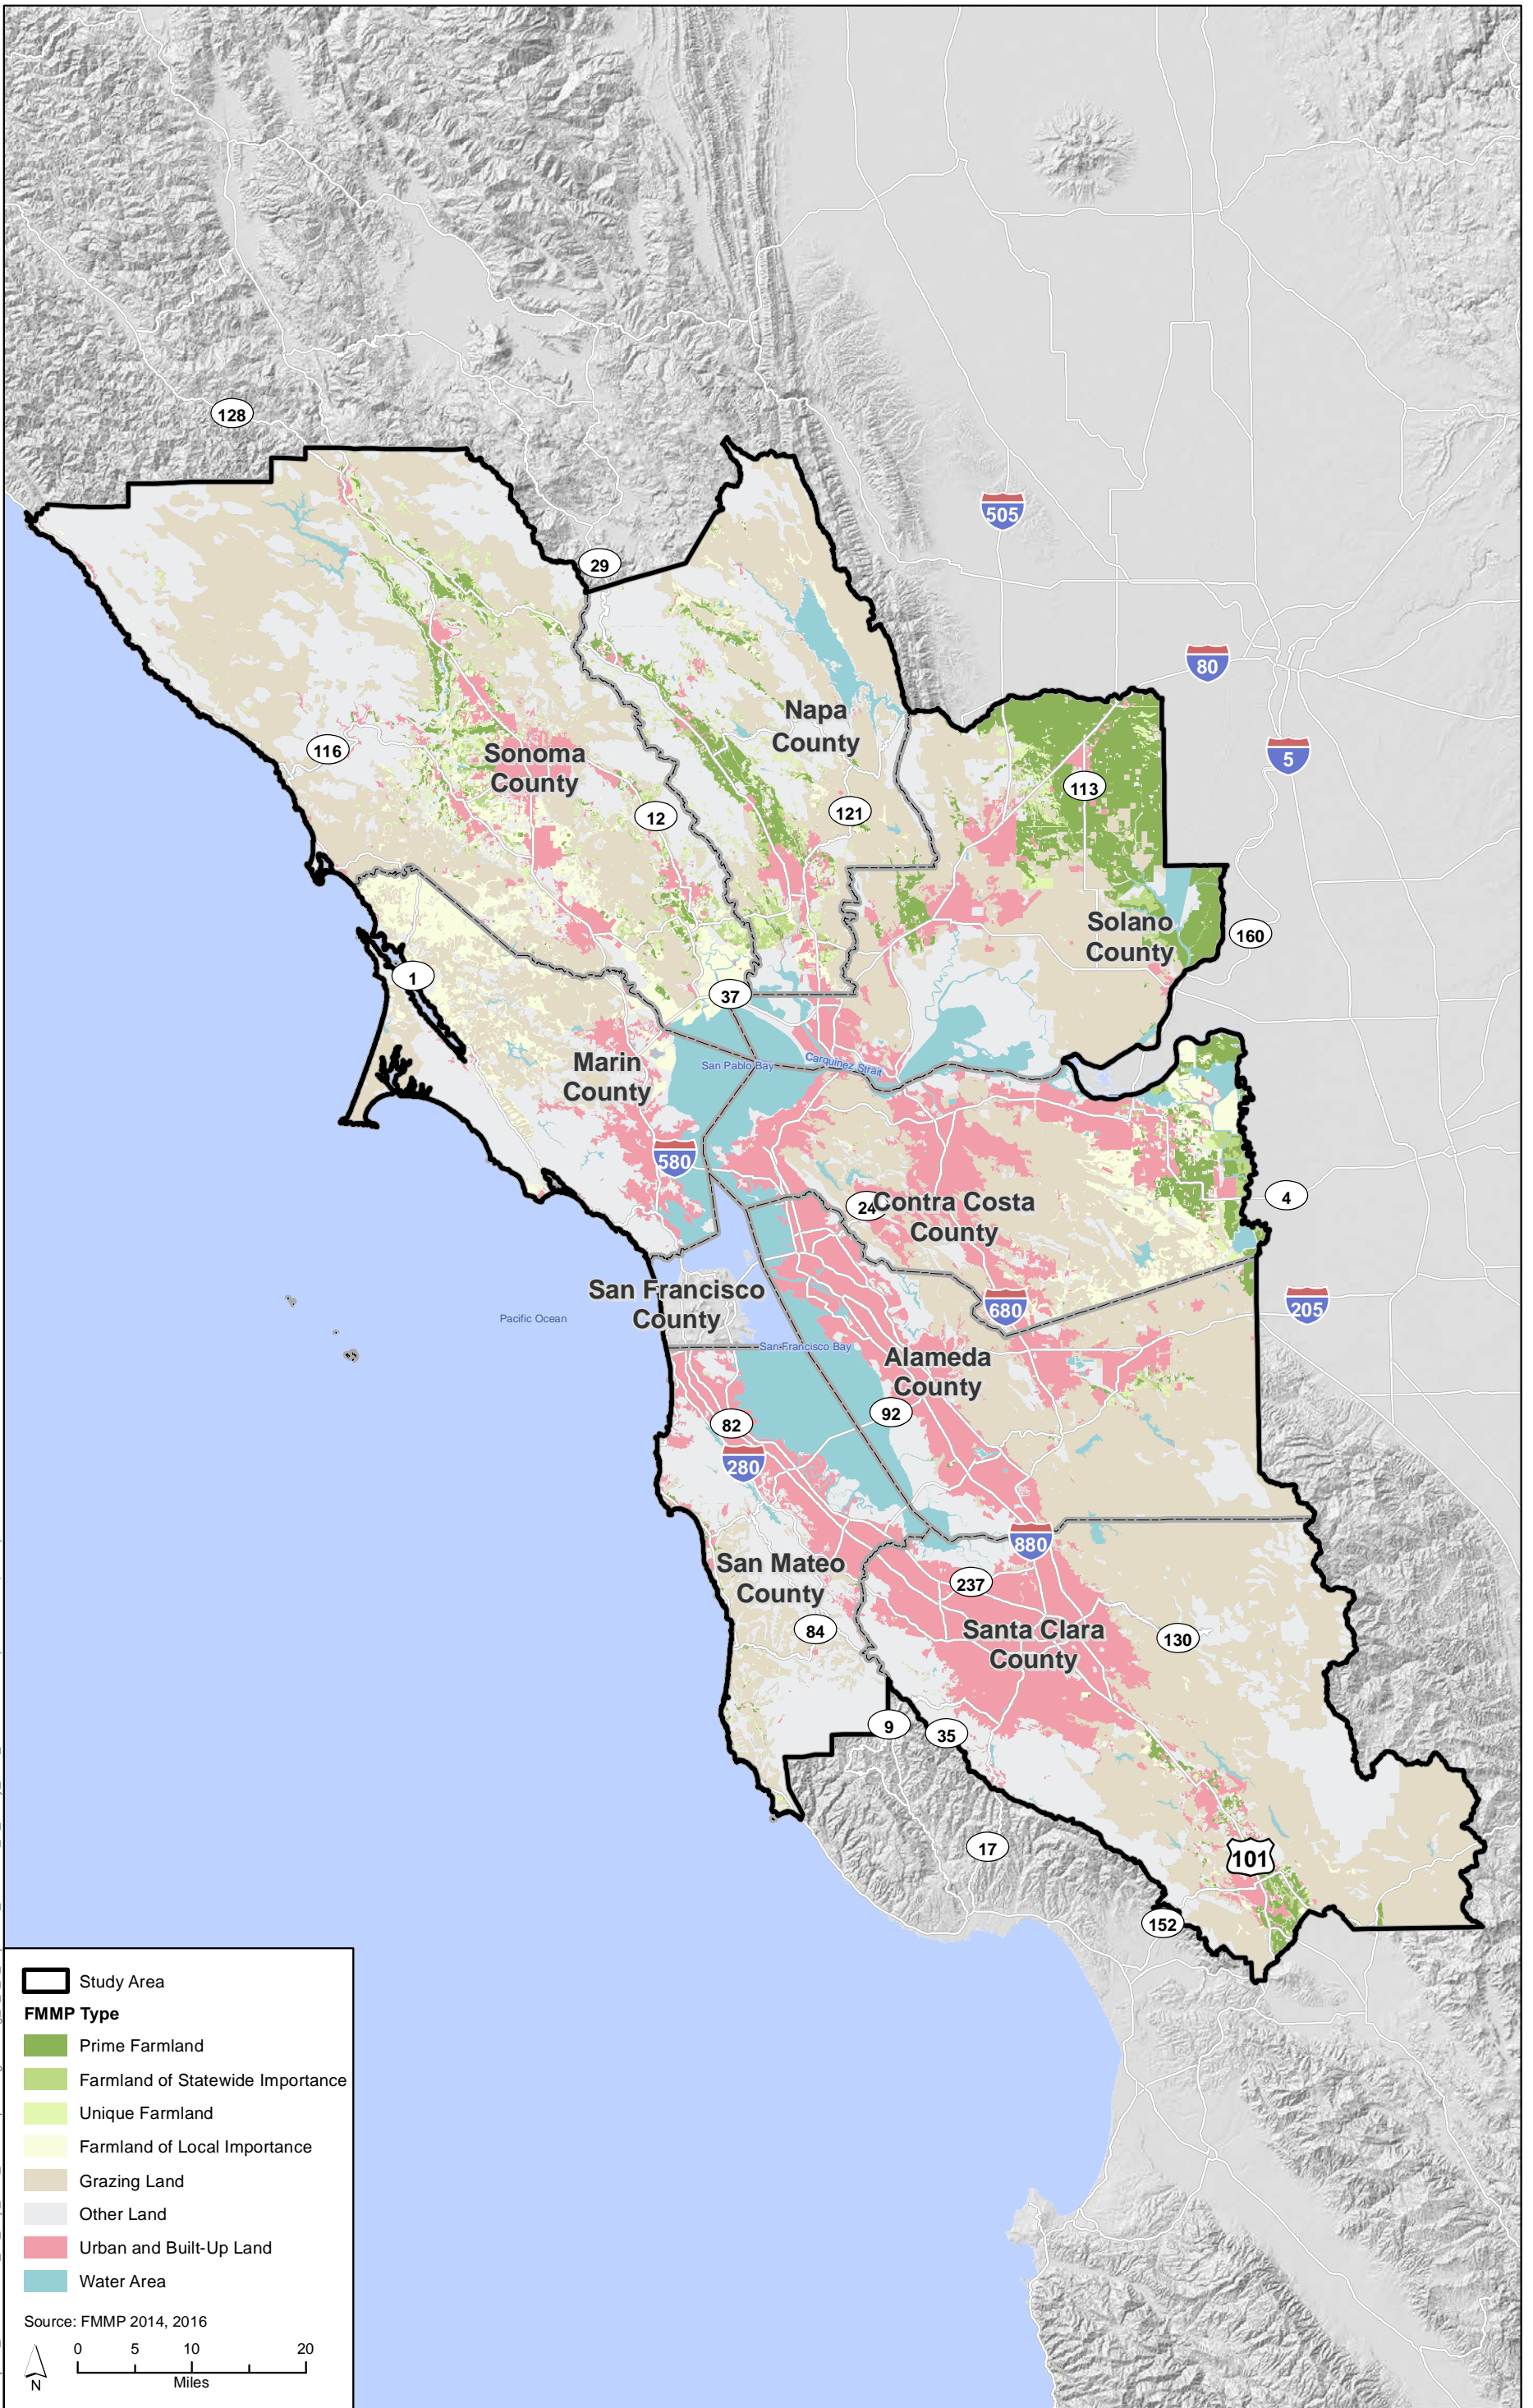 128
505
29
80
Napa
County
5
116
Sonoma
County
113
12
121
Solano
County
160
1
37
Marin
County
San Pablo Bay
Carquinez Strait
580
24
Contra Costa
County
4
San Francisco
County
680
205
Pacific Ocean
San Francisco Bay
Alameda
County
82
92
280
880
San Mateo
County
237
84
Santa Clara
County
130
9
35
17
101
152
Study Area
FMMP Type
Prime Farmland
Farmland of Statewide Importance
Unique Farmland
Farmland of Local Importance
Grazing Land
Other Land
Urban and Built-Up Land
Water Area
Source: FMMP 2014, 2016
0 5 10 20
Miles
N